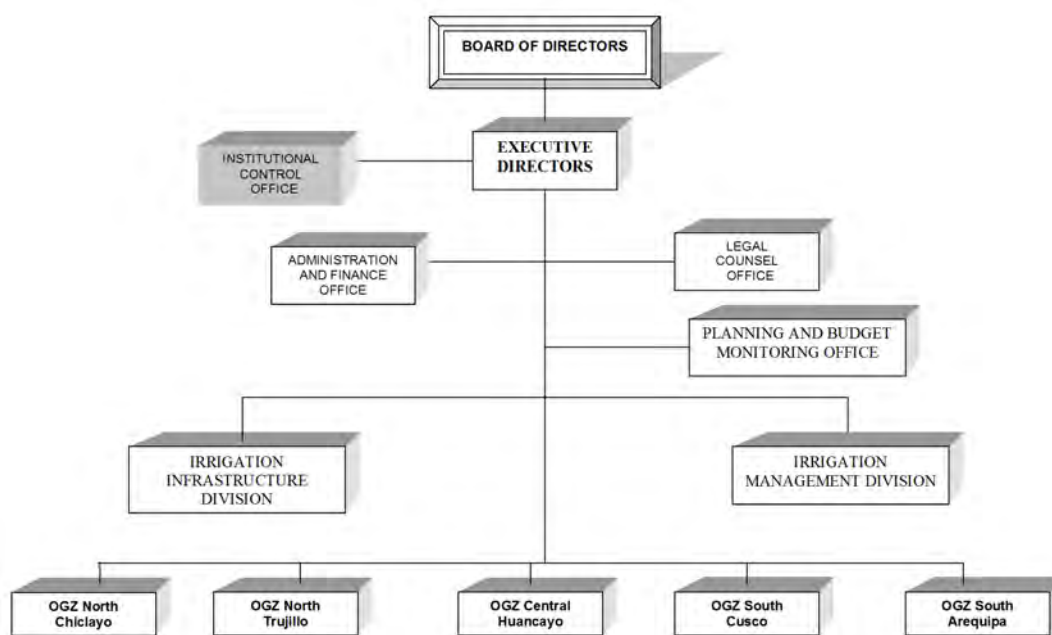 BOARD OF DIRECTORS
EXECUTIVE
DIRECTORS
INSTITUTIONAL
CONTROL
OFFICE
ADMINISTRATION
AND FINANCE
OFFICE
LEGAL
COUNSEL
OFFICE
PLANNING AND BUDGET
MONITORING OFFICE
IRRIGATION
INFRASTRUCTURE
DIVISION
IRRIGATION
MANAGEMENT DIVISION
OGZ North
Chiclayo
OGZ North
Trujillo
OGZ Central
Huancayo
OGZ South
Cusco
OGZ South
Arequipa